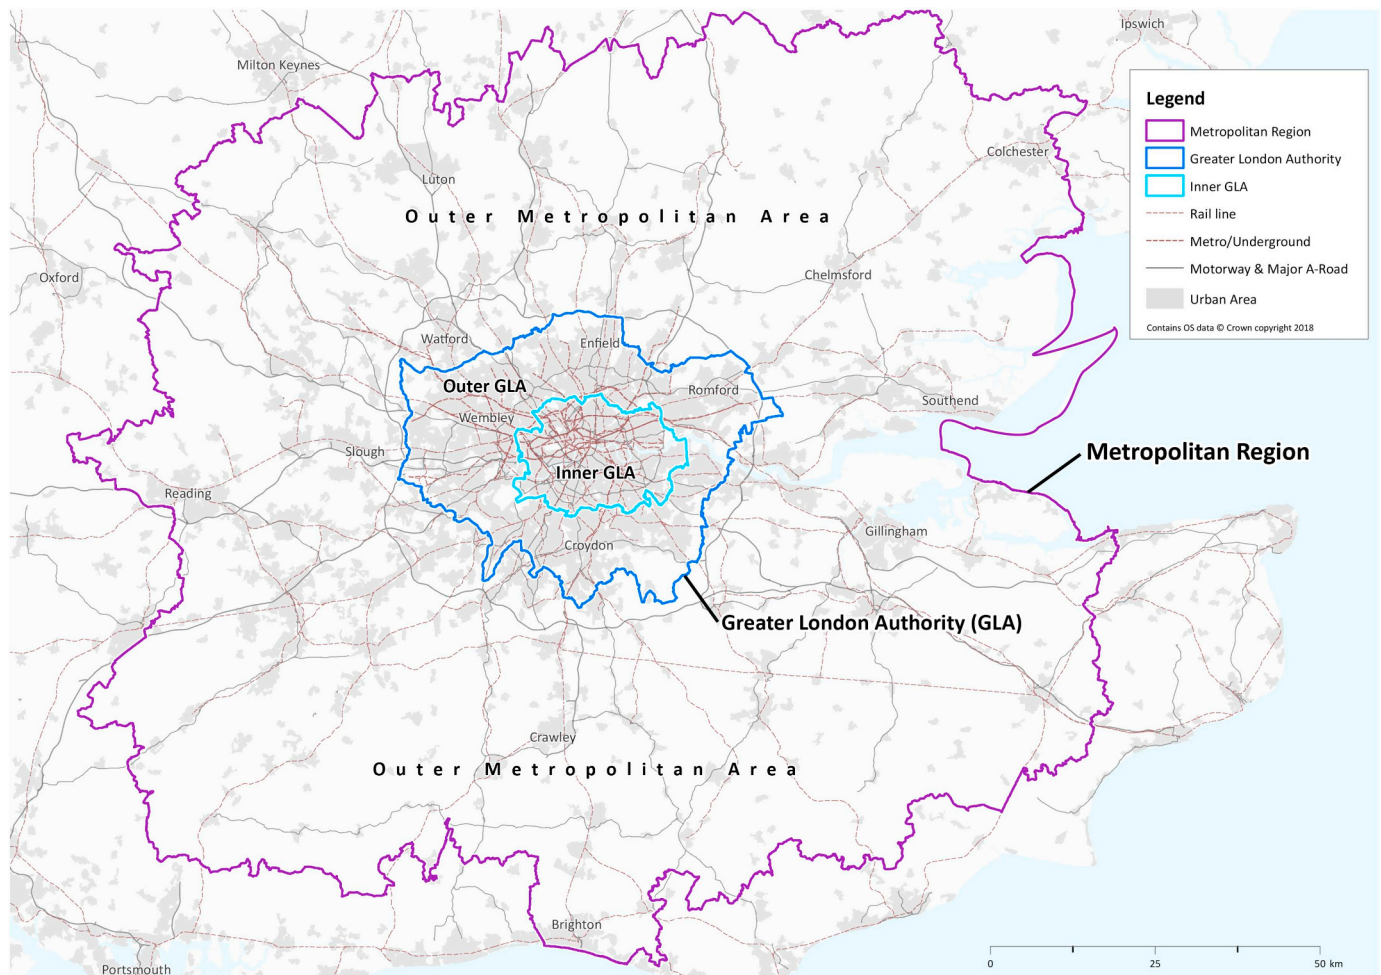 Ipswich
Milton Keynes
Legend
Metropolitan Region
Greater London Authority
Inner GLA
Rail line
Metro/Underground
Motorway & Major A-Road
Urban Area
Contains OS data © Crown copyright 2018
Colchester
Luton
Outer Metropolitan Area
Oxford
Chelmsford
Watford
Enfield
Outer GLA
Romford
Southend
Wembley
Slough
Inner GLA
Metropolitan Region
Reading
Gillingham
Croydon
Greater London Authority (GLA)
Crawley
Outer Metropolitan Area
Brighton
Portsmouth
0 25 50 km